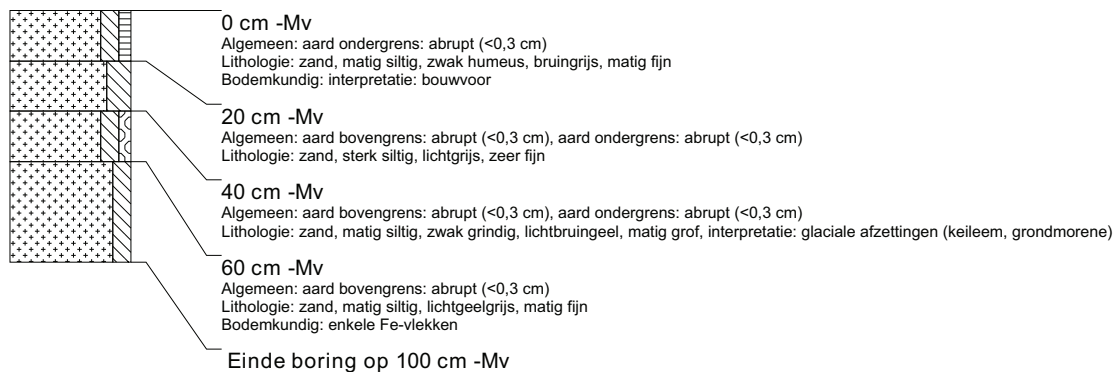 0 cm -Mv
Algemeen: aard ondergrens: abrupt (<0,3 cm)
Lithologie: zand, matig siltig, zwak humeus, bruingrijs, matig fijn
Bodemkundig: interpretatie: bouwvoor
20 cm -Mv
Algemeen: aard bovengrens: abrupt (<0,3 cm), aard ondergrens: abrupt (<0,3 cm)
Lithologie: zand, sterk siltig, lichtgrijs, zeer fijn
40 cm -Mv
Algemeen: aard bovengrens: abrupt (<0,3 cm), aard ondergrens: abrupt (<0,3 cm)
Lithologie: zand, matig siltig, zwak grindig, lichtbruingeel, matig grof, interpretatie: glaciale afzettingen (keileem, grondmorene)
60 cm -Mv
Algemeen: aard bovengrens: abrupt (<0,3 cm)
Lithologie: zand, matig siltig, lichtgeelgrijs, matig fijn
Bodemkundig: enkele Fe-vlekken
Einde boring op 100 cm -Mv